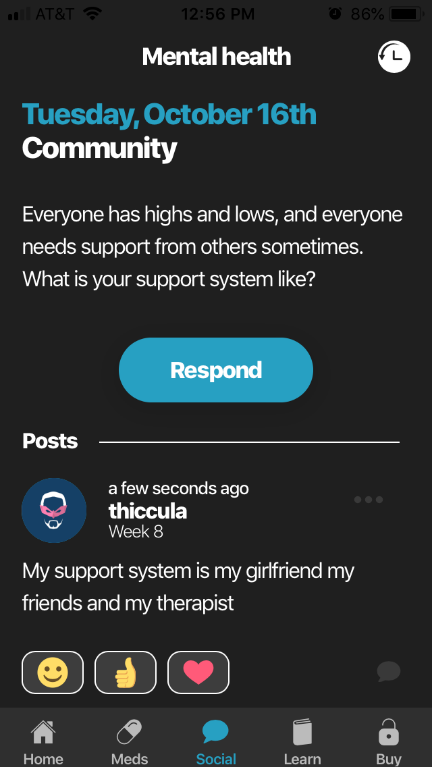 AT&T 12:56 PM 86%
Mental health
Tuesday, October 16th
Community
Everyone has highs and lows, and everyone
needs support from others sometimes.
What is your support system like?
Respond
Posts
a few seconds ago
thiccula
Week 8
My support system is my girlfriend my
friends and my therapist
Home Meds Social Learn Buy